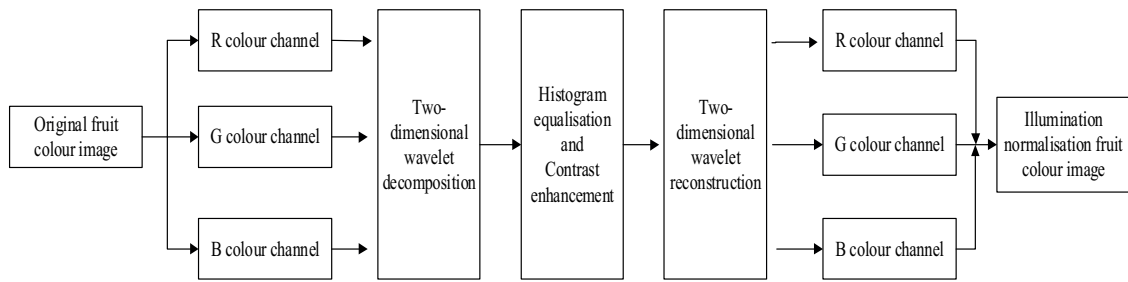 Original fruit
colour image
R colour channel
G colour channel
B colour channel
Two-
dimensional
wavelet
decomposition
Histogram
equalisation
and
Contrast
enhancement
Two-
dimensional
wavelet
reconstruction
R colour channel
G colour channel
B colour channel
Illumination
normalisation fruit
colour image